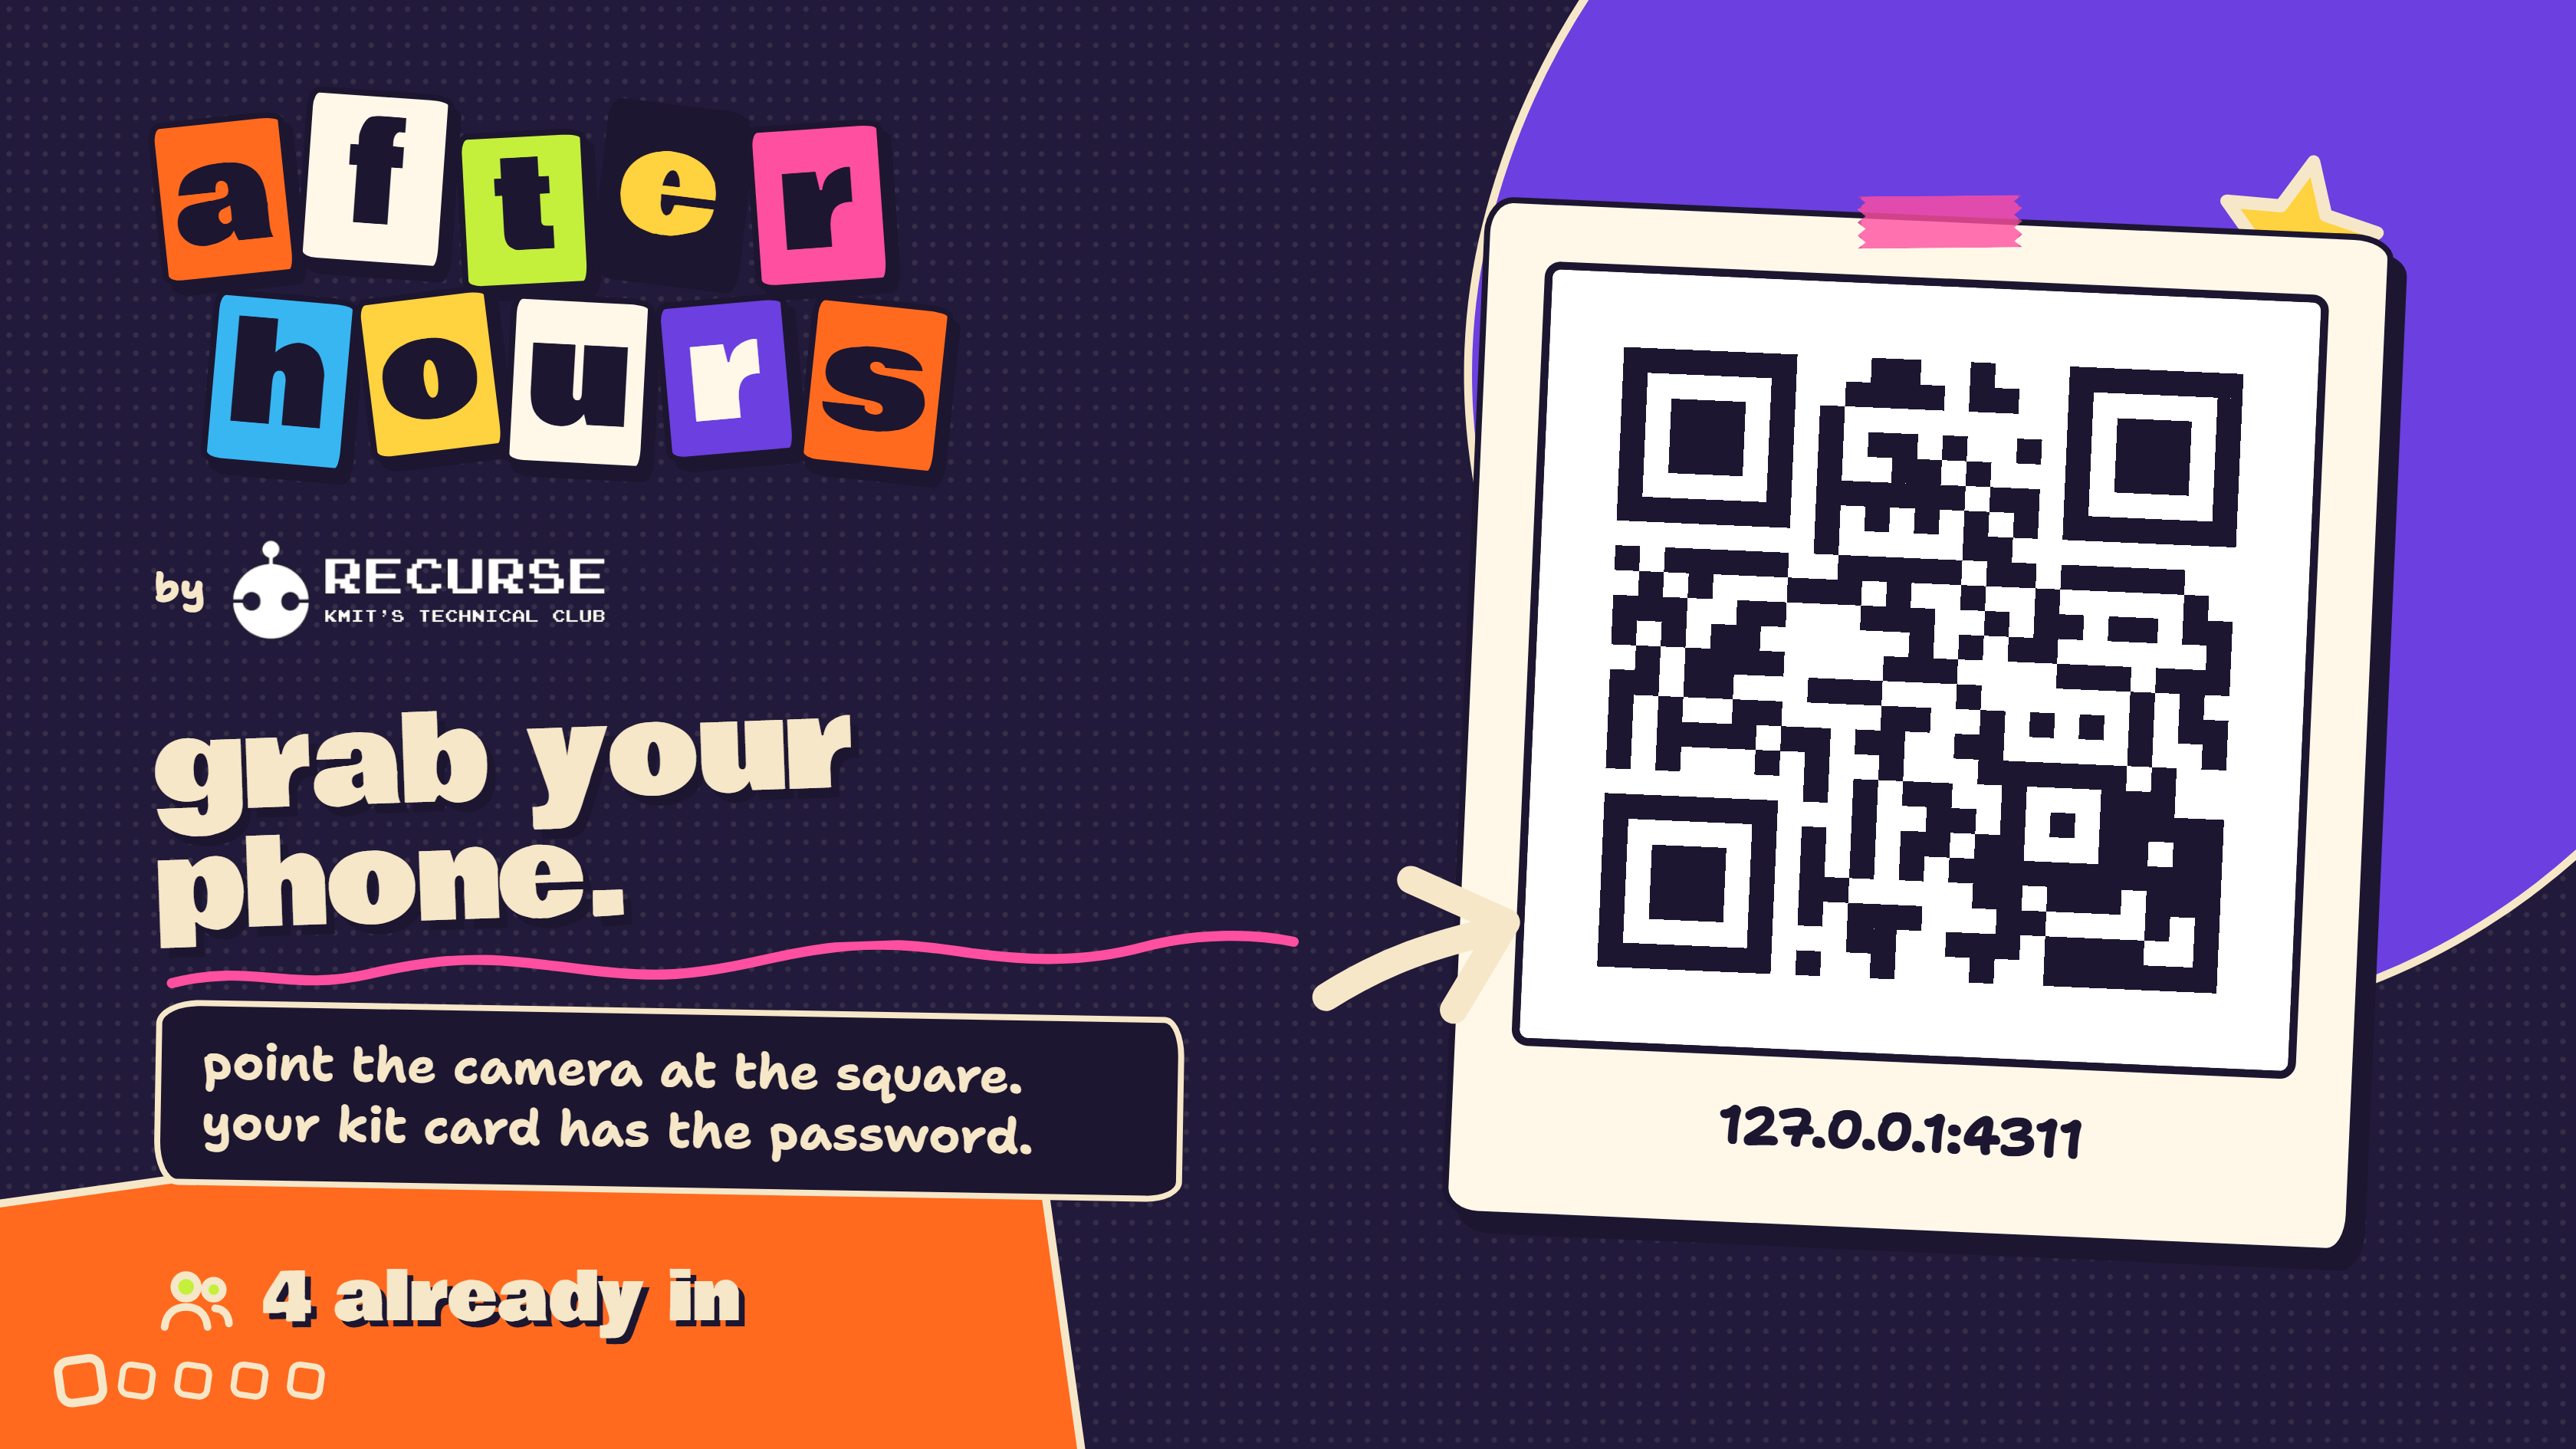 after
hours
by
RECURSE
KMIT'S TECHNICAL CLUB
grab your
phone.
point the camera at the square.
your kit card has the password.
4 already in
127.0.0.1:4311